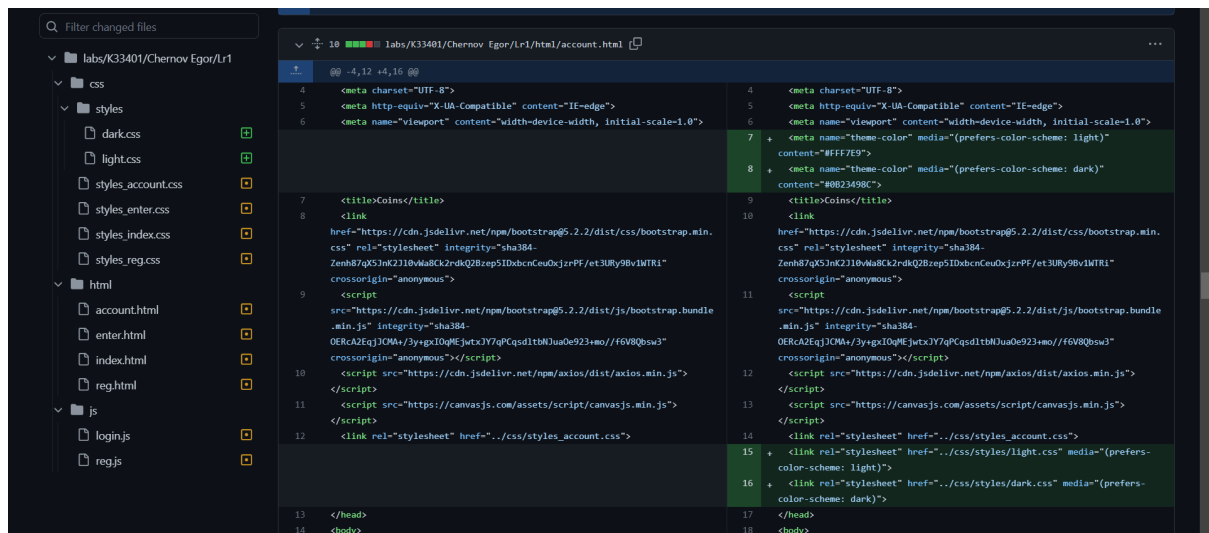 Filter changed files
labs/K33401/Chernov Egor/Lr1
css
styles
dark.css
light.css
styles_account.css
styles_enter.css
styles_index.css
styles_reg.css
html
account.html
enter.html
index.html
reg.html
js
login.js
reg.js
10 labs/K33401/Chernov Egor/Lr1/html/account.html
@@ -4,12 +4,16 @@
4 <meta charset="UTF-8">
5 <meta http-equiv="X-UA-Compatible" content="IE=edge">
6 <meta name="viewport" content="width=device-width, initial-scale=1.0">
7 <title>Coins</title>
8 <link
href="https://cdn.jsdelivr.net/npm/bootstrap@5.2.2/dist/css/bootstrap.min.
css" rel="stylesheet" integrity="sha384-
Zenh87qX5JnK2Jl0vWa8Ck2rdkQ2Bzep5IDxbcnCeuOxjzrPF/et3URy9Bv1WTRi"
crossorigin="anonymous">
9 <script
src="https://cdn.jsdelivr.net/npm/bootstrap@5.2.2/dist/js/bootstrap.bundle
.min.js" integrity="sha384-
OERcA2EqjJCMA+/3y+gxIOqMEjwtxJY7qPCqsdltbNJuaOe923+mo//f6V8Qbsw3"
crossorigin="anonymous"></script>
10 <script src="https://cdn.jsdelivr.net/npm/axios/dist/axios.min.js">
</script>
11 <script src="https://canvasjs.com/assets/script/canvasjs.min.js">
</script>
12 <link rel="stylesheet" href="../css/styles_account.css">
13 </head>
14 <body>
4 <meta charset="UTF-8">
5 <meta http-equiv="X-UA-Compatible" content="IE=edge">
6 <meta name="viewport" content="width=device-width, initial-scale=1.0">
7 + <meta name="theme-color" media="(prefers-color-scheme: light)"
content="#FFF7E9">
8 + <meta name="theme-color" media="(prefers-color-scheme: dark)"
content="#0B23498C">
9 <title>Coins</title>
10 <link
href="https://cdn.jsdelivr.net/npm/bootstrap@5.2.2/dist/css/bootstrap.min.
css" rel="stylesheet" integrity="sha384-
Zenh87qX5JnK2Jl0vWa8Ck2rdkQ2Bzep5IDxbcnCeuOxjzrPF/et3URy9Bv1WTRi"
crossorigin="anonymous">
11 <script
src="https://cdn.jsdelivr.net/npm/bootstrap@5.2.2/dist/js/bootstrap.bundle
.min.js" integrity="sha384-
OERcA2EqjJCMA+/3y+gxIOqMEjwtxJY7qPCqsdltbNJuaOe923+mo//f6V8Qbsw3"
crossorigin="anonymous"></script>
12 <script src="https://cdn.jsdelivr.net/npm/axios/dist/axios.min.js">
</script>
13 <script src="https://canvasjs.com/assets/script/canvasjs.min.js">
</script>
14 <link rel="stylesheet" href="../css/styles_account.css">
15 + <link rel="stylesheet" href="../css/styles/light.css" media="(prefers-
color-scheme: light)">
16 + <link rel="stylesheet" href="../css/styles/dark.css" media="(prefers-
color-scheme: dark)">
17 </head>
18 <body>